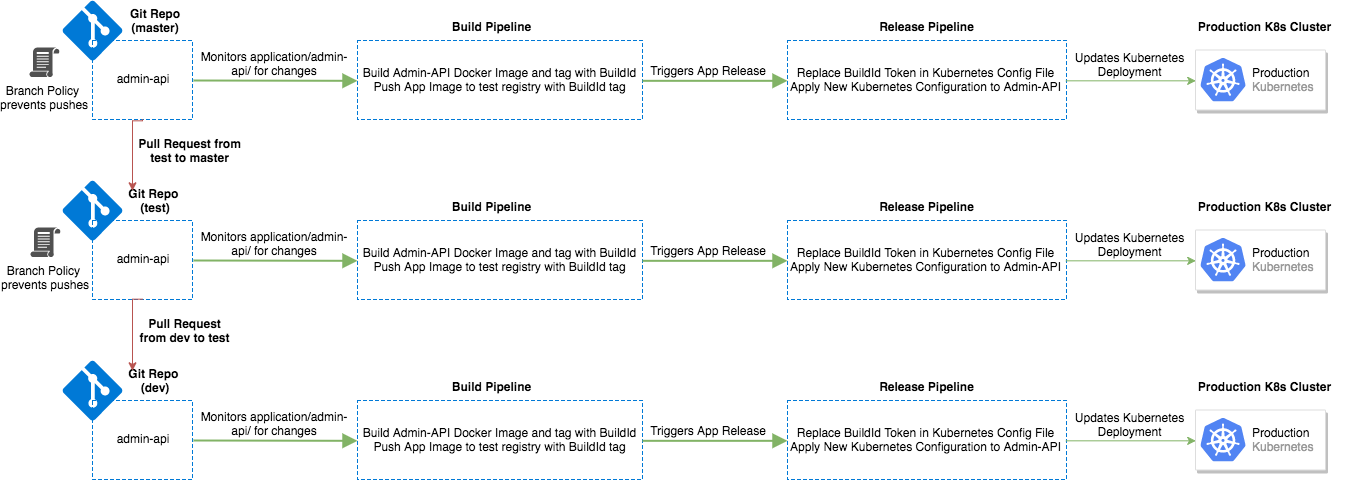 Git Repo
(master)
Build Pipeline
Release Pipeline
Production K8s Cluster
Branch Policy
prevents pushes
admin-api
Monitors application/admin-
api/ for changes
Build Admin-API Docker Image and tag with BuildId
Push App Image to test registry with BuildId tag
Triggers App Release
Replace BuildId Token in Kubernetes Config File
Apply New Kubernetes Configuration to Admin-API
Updates Kubernetes
Deployment
Production
Kubernetes
Pull Request from
test to master
Git Repo
(test)
Build Pipeline
Release Pipeline
Production K8s Cluster
Branch Policy
prevents pushes
admin-api
Monitors application/admin-
api/ for changes
Build Admin-API Docker Image and tag with BuildId
Push App Image to test registry with BuildId tag
Triggers App Release
Replace BuildId Token in Kubernetes Config File
Apply New Kubernetes Configuration to Admin-API
Updates Kubernetes
Deployment
Production
Kubernetes
Pull Request
from dev to test
Git Repo
(dev)
Build Pipeline
Release Pipeline
Production K8s Cluster
admin-api
Monitors application/admin-
api/ for changes
Build Admin-API Docker Image and tag with BuildId
Push App Image to test registry with BuildId tag
Triggers App Release
Replace BuildId Token in Kubernetes Config File
Apply New Kubernetes Configuration to Admin-API
Updates Kubernetes
Deployment
Production
Kubernetes